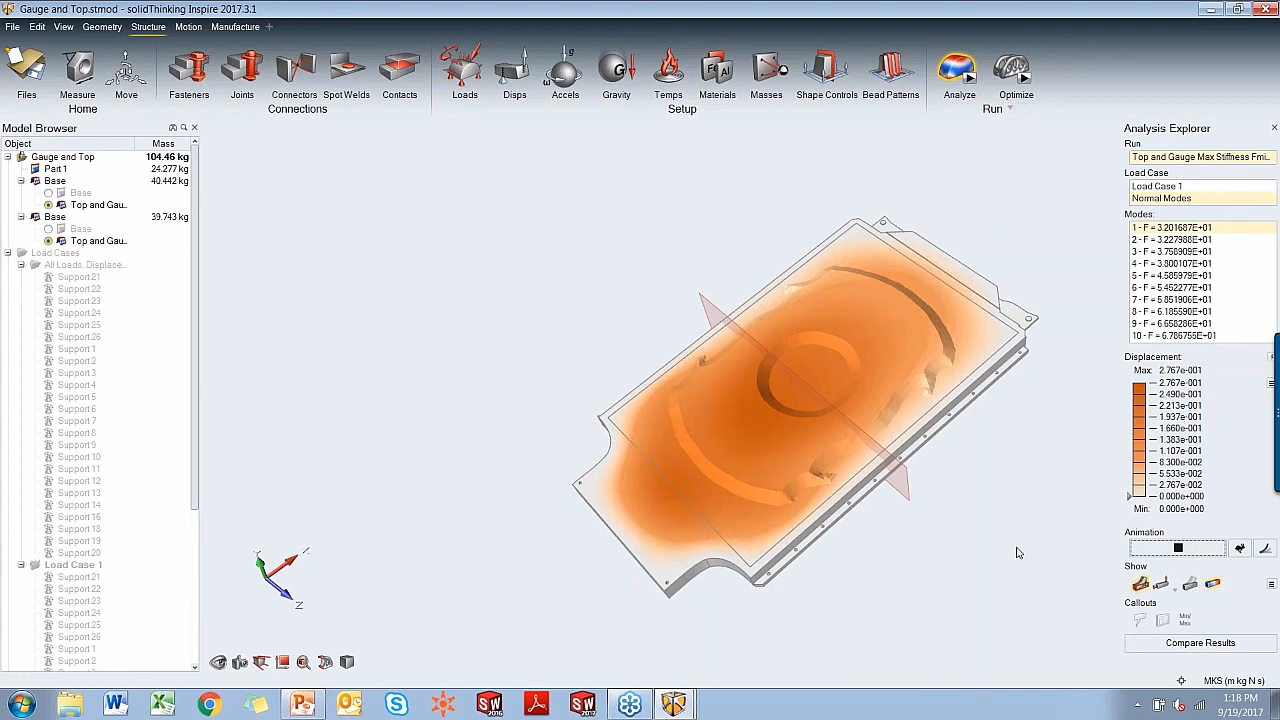 Gauge and Top.stmod - solidThinking Inspire 2017.3.1
File Edit View Geometry Structure Motion Manufacture +
Files Measure Move Fasteners Joints Connectors Spot Welds Contacts Loads Disps Accels Gravity Temps Materials Masses Shape Controls Bead Patterns Analyze Optimize
Home Connections Setup Run
Model Browser
Object Mass
Gauge and Top 104.46 kg
Part 1 24.277 kg
Base 40.442 kg
Base
Top and Gau..
Base 39.743 kg
Base
Top and Gau..
Load Cases
All Loads, Displace..
Support 21
Support 22
Support 23
Support 24
Support 25
Support 26
Support 1
Support 2
Support 3
Support 4
Support 5
Support 6
Support 7
Support 8
Support 9
Support 10
Support 11
Support 12
Support 13
Support 14
Support 16
Support 18
Support 19
Support 20
Load Case 1
Support 21
Support 22
Support 23
Support 24
Support 25
Support 26
Support 1
Support 2
Y X Z
Analysis Explorer
Run
Top and Gauge Max Stiffness Fmi..
Load Case
Load Case 1
Normal Modes
Modes:
1 - F = 3.201687E+01
2 - F = 3.227988E+01
3 - F = 3.758909E+01
4 - F = 3.800107E+01
5 - F = 4.585979E+01
6 - F = 5.452277E+01
7 - F = 5.851906E+01
8 - F = 6.185590E+01
9 - F = 6.658286E+01
10 - F = 6.786755E+01
Displacement:
Max: 2.767e-001
2.767e-001
2.490e-001
2.213e-001
1.937e-001
1.660e-001
1.383e-001
1.107e-001
8.300e-002
5.533e-002
2.767e-002
0.000e+000
Min: 0.000e+000
Animation
Show
Callouts
Min/
Max
Compare Results
MKS (m kg N s)
1:18 PM
9/19/2017